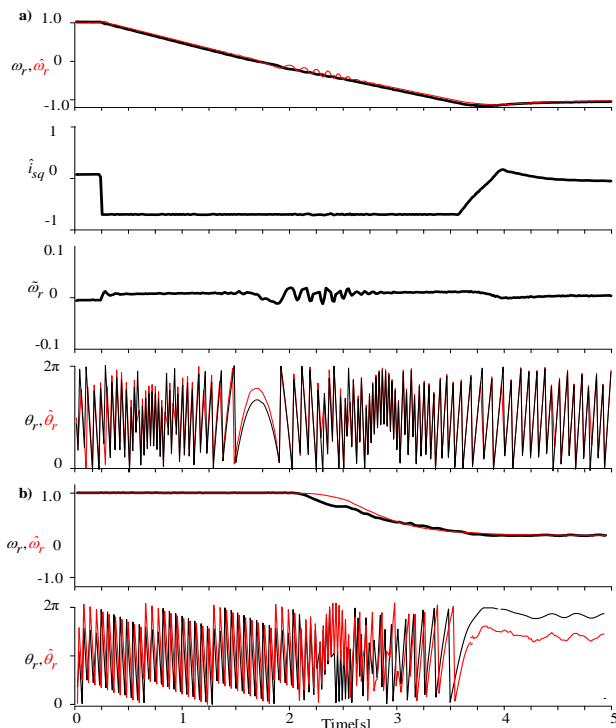 a)
1.0
ω_r, ω̂_r
0
-1.0
1
î_sq 0
-1
0.1
ω̃_r 0
-0.1
2π
θ_r, θ̂_r
0
b)
1.0
ω_r, ω̂_r 0
-1.0
2π
θ_r, θ̂_r
0
0 1 2 3 4 5
Time[s]